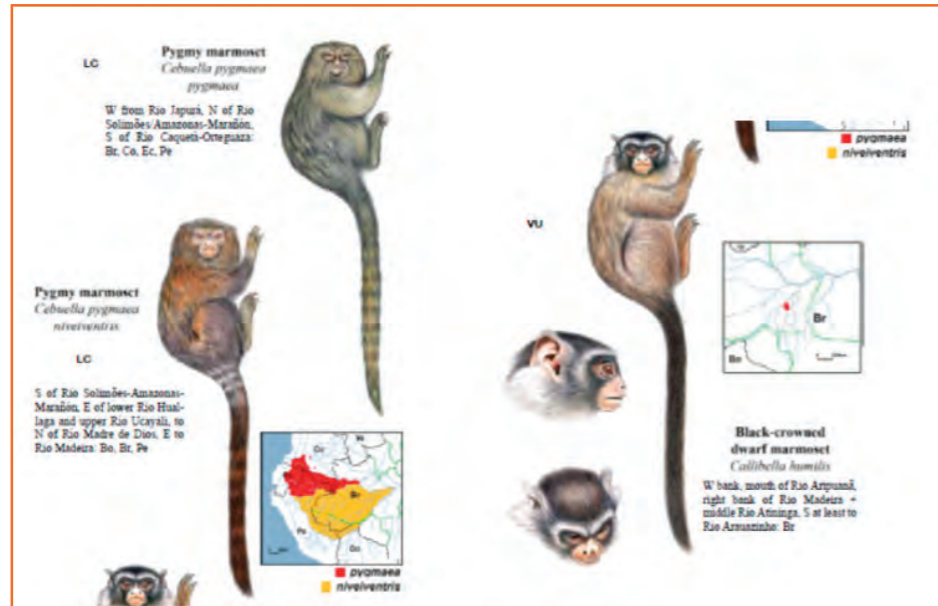 LC
Pygmy marmoset
Cebuella pygmaea
pygmaea
W from Rio Japurá, N of Rio
Solimões/Amazonas-Marañón,
S of Rio Caquetá-Orteguaza:
Br, Co, Ec, Pe
Pygmy marmoset
Cebuella pygmaea
niveiventris
LC
S of Rio Solimões-Amazonas-
Marañón, E of lower Rio Hual-
laga and upper Rio Ucayali, to
N of Rio Madre de Dios, E to
Rio Madeira: Bo, Br, Pe
Co
Br
Pe
Bo
pygmaea
niveiventris
pygmaea
niveiventris
VU
Br
Bo
Black-crowned
dwarf marmoset
Callibella humilis
W bank, mouth of Rio Aripuanã,
right bank of Rio Madeira +
middle Rio Atininga, S at least to
Rio Arauazinho: Br